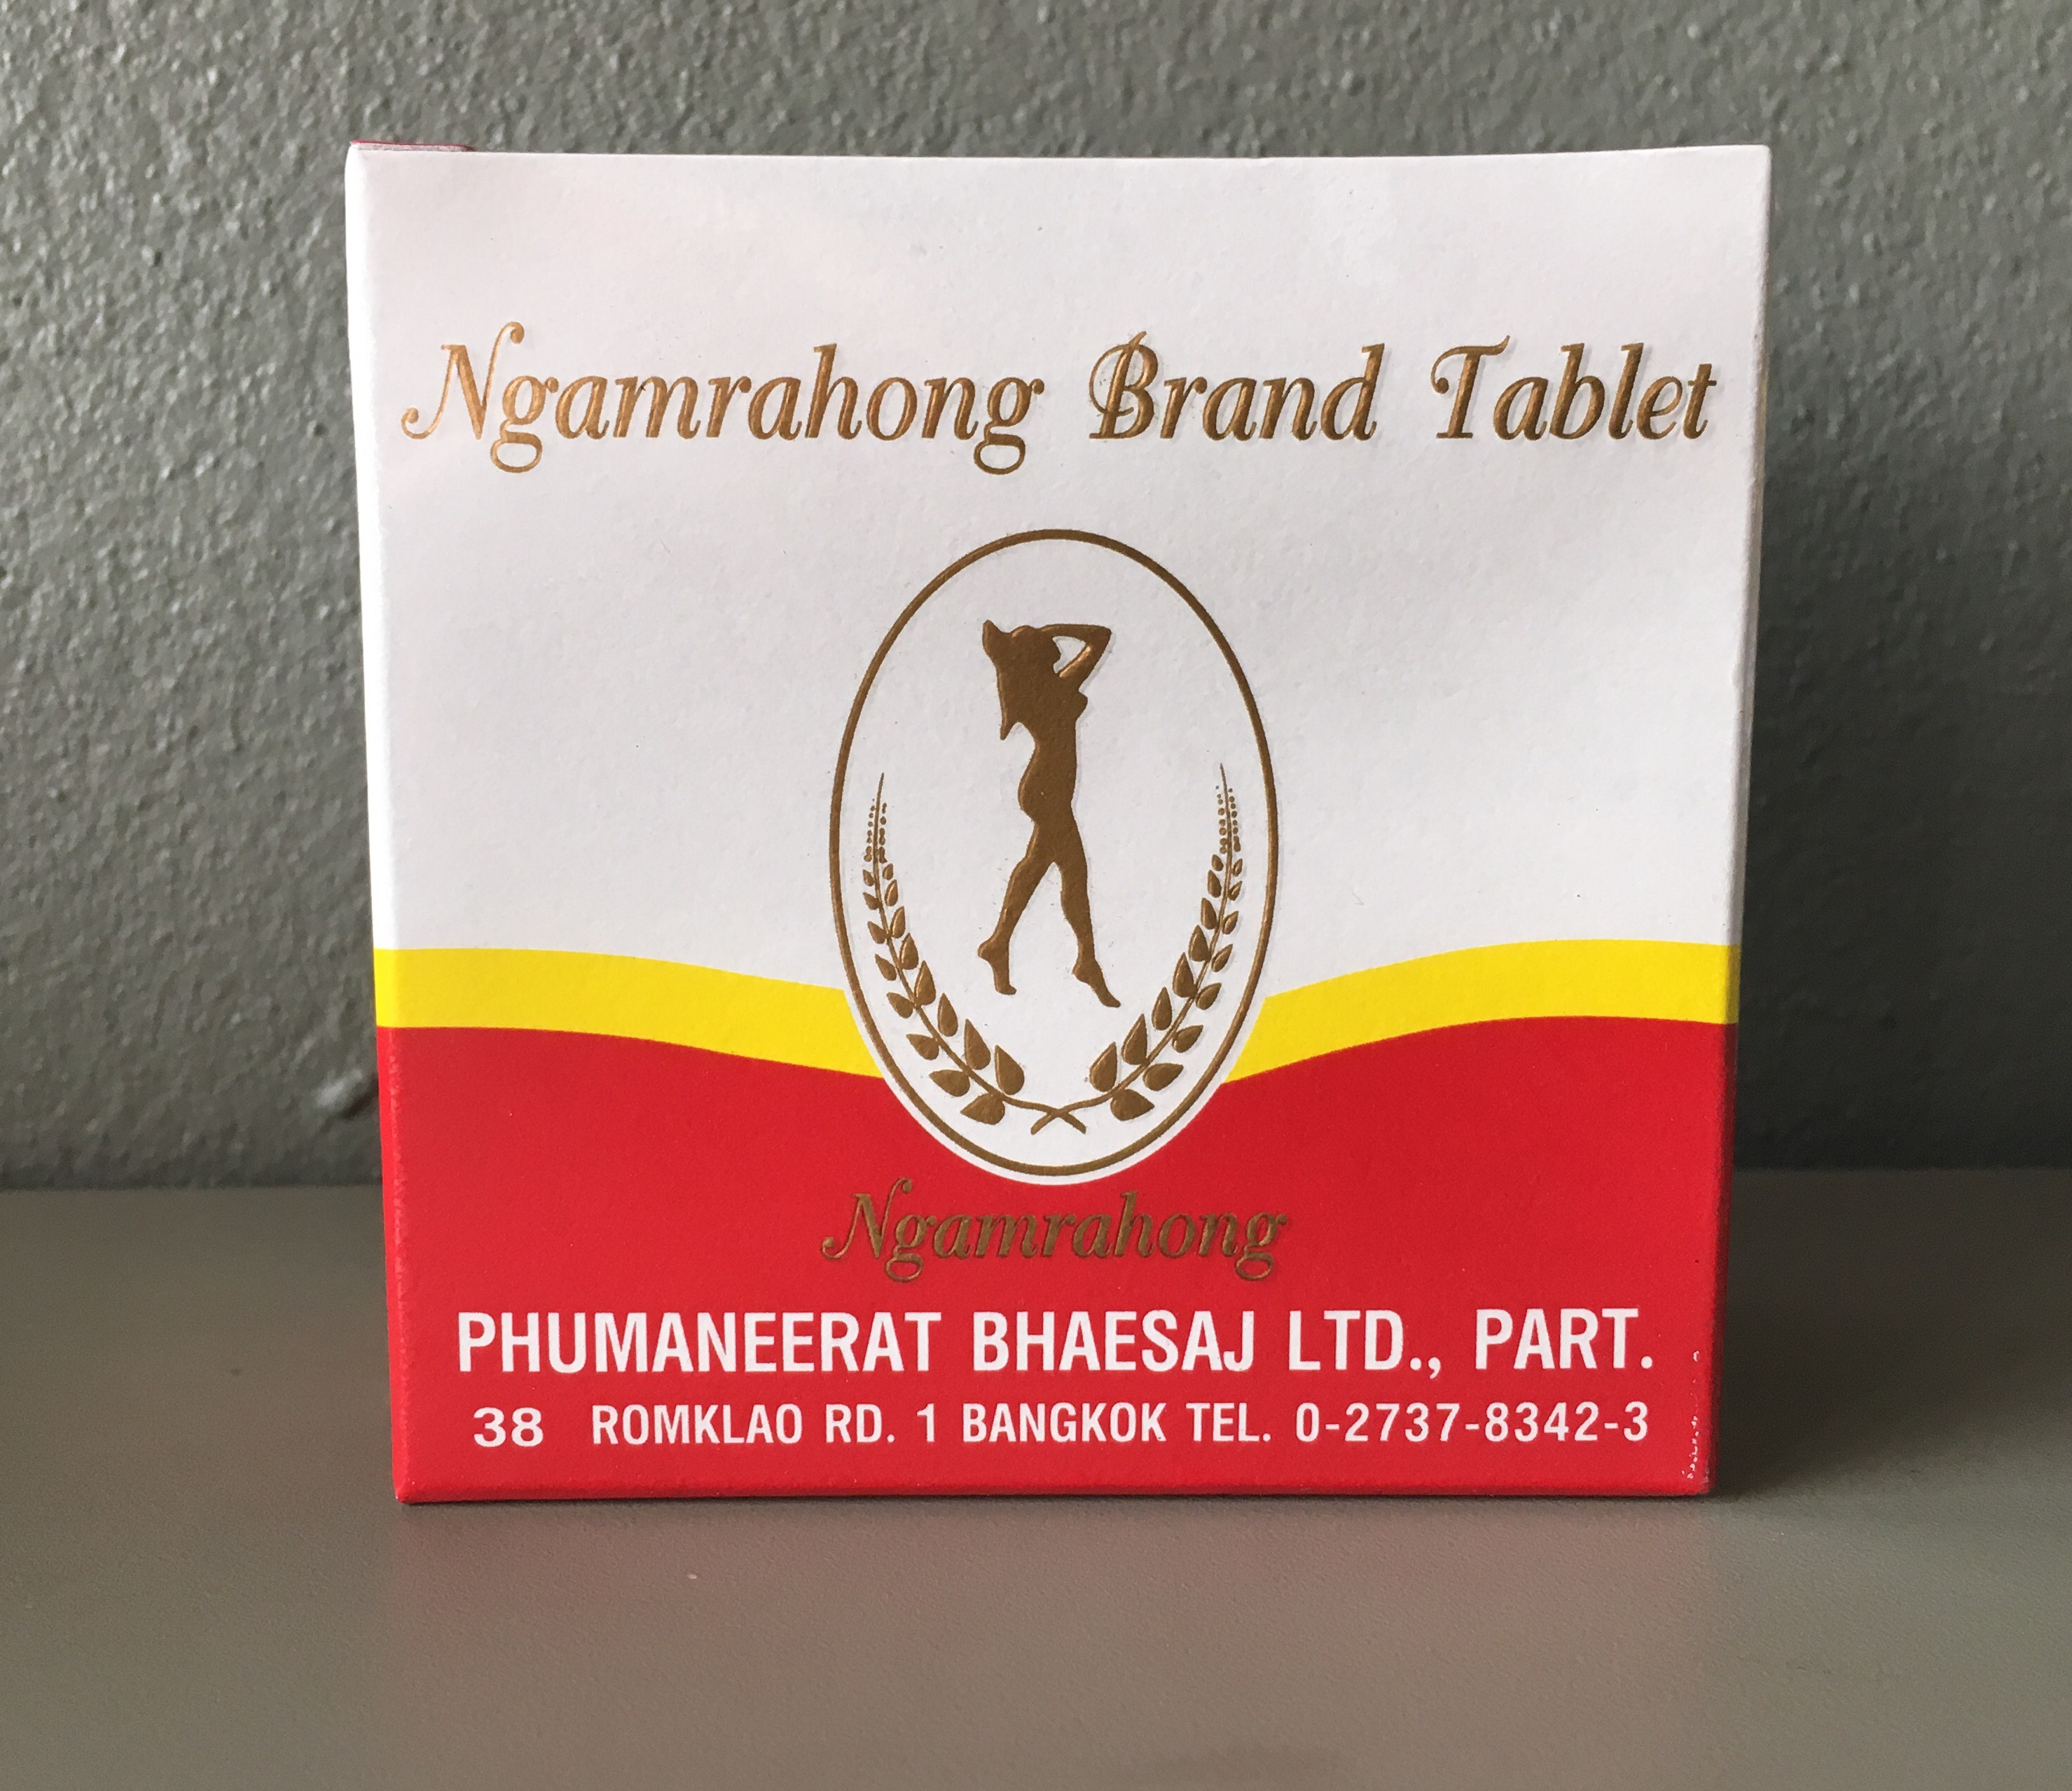 Ngamrahong Brand Tablet
Ngamrahong
PHUMANEERAT BHAESAJ LTD., PART.
38 ROMKLAO RD. 1 BANGKOK TEL. 0-2737-8342-3